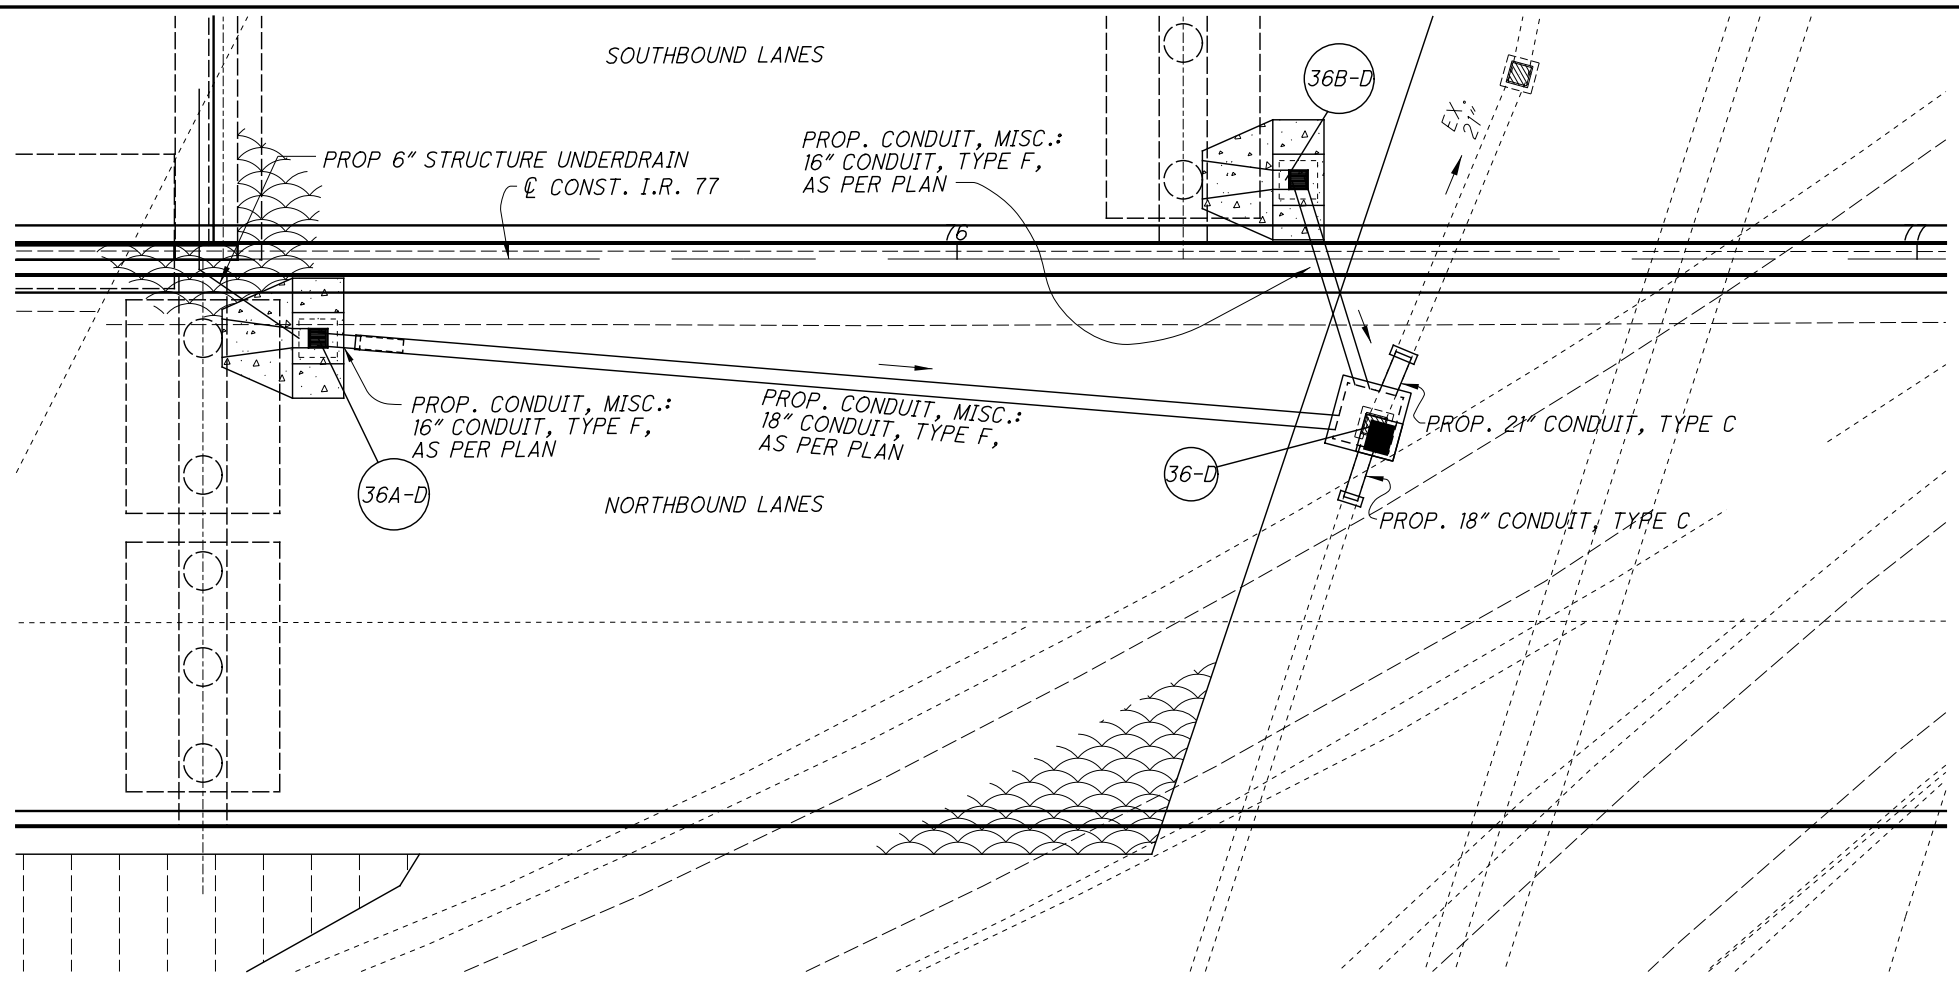 SOUTHBOUND LANES
36B-D
EX.
21"
PROP 6" STRUCTURE UNDERDRAIN
℄ CONST. I.R. 77
PROP. CONDUIT, MISC.:
16" CONDUIT, TYPE F,
AS PER PLAN
76
PROP. CONDUIT, MISC.:
16" CONDUIT, TYPE F,
AS PER PLAN
PROP. CONDUIT, MISC.:
18" CONDUIT, TYPE F,
AS PER PLAN
PROP. 21" CONDUIT, TYPE C
36A-D
36-D
NORTHBOUND LANES
PROP. 18" CONDUIT, TYPE C